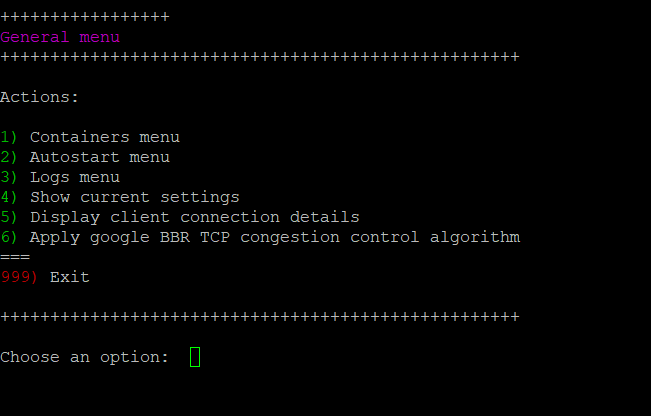 +++++++++++++++++
General menu
++++++++++++++++++++++++++++++++++++++++++++++++++++
Actions:
1) Containers menu
2) Autostart menu
3) Logs menu
4) Show current settings
5) Display client connection details
6) Apply google BBR TCP congestion control algorithm
===
999) Exit
++++++++++++++++++++++++++++++++++++++++++++++++++++
Choose an option: